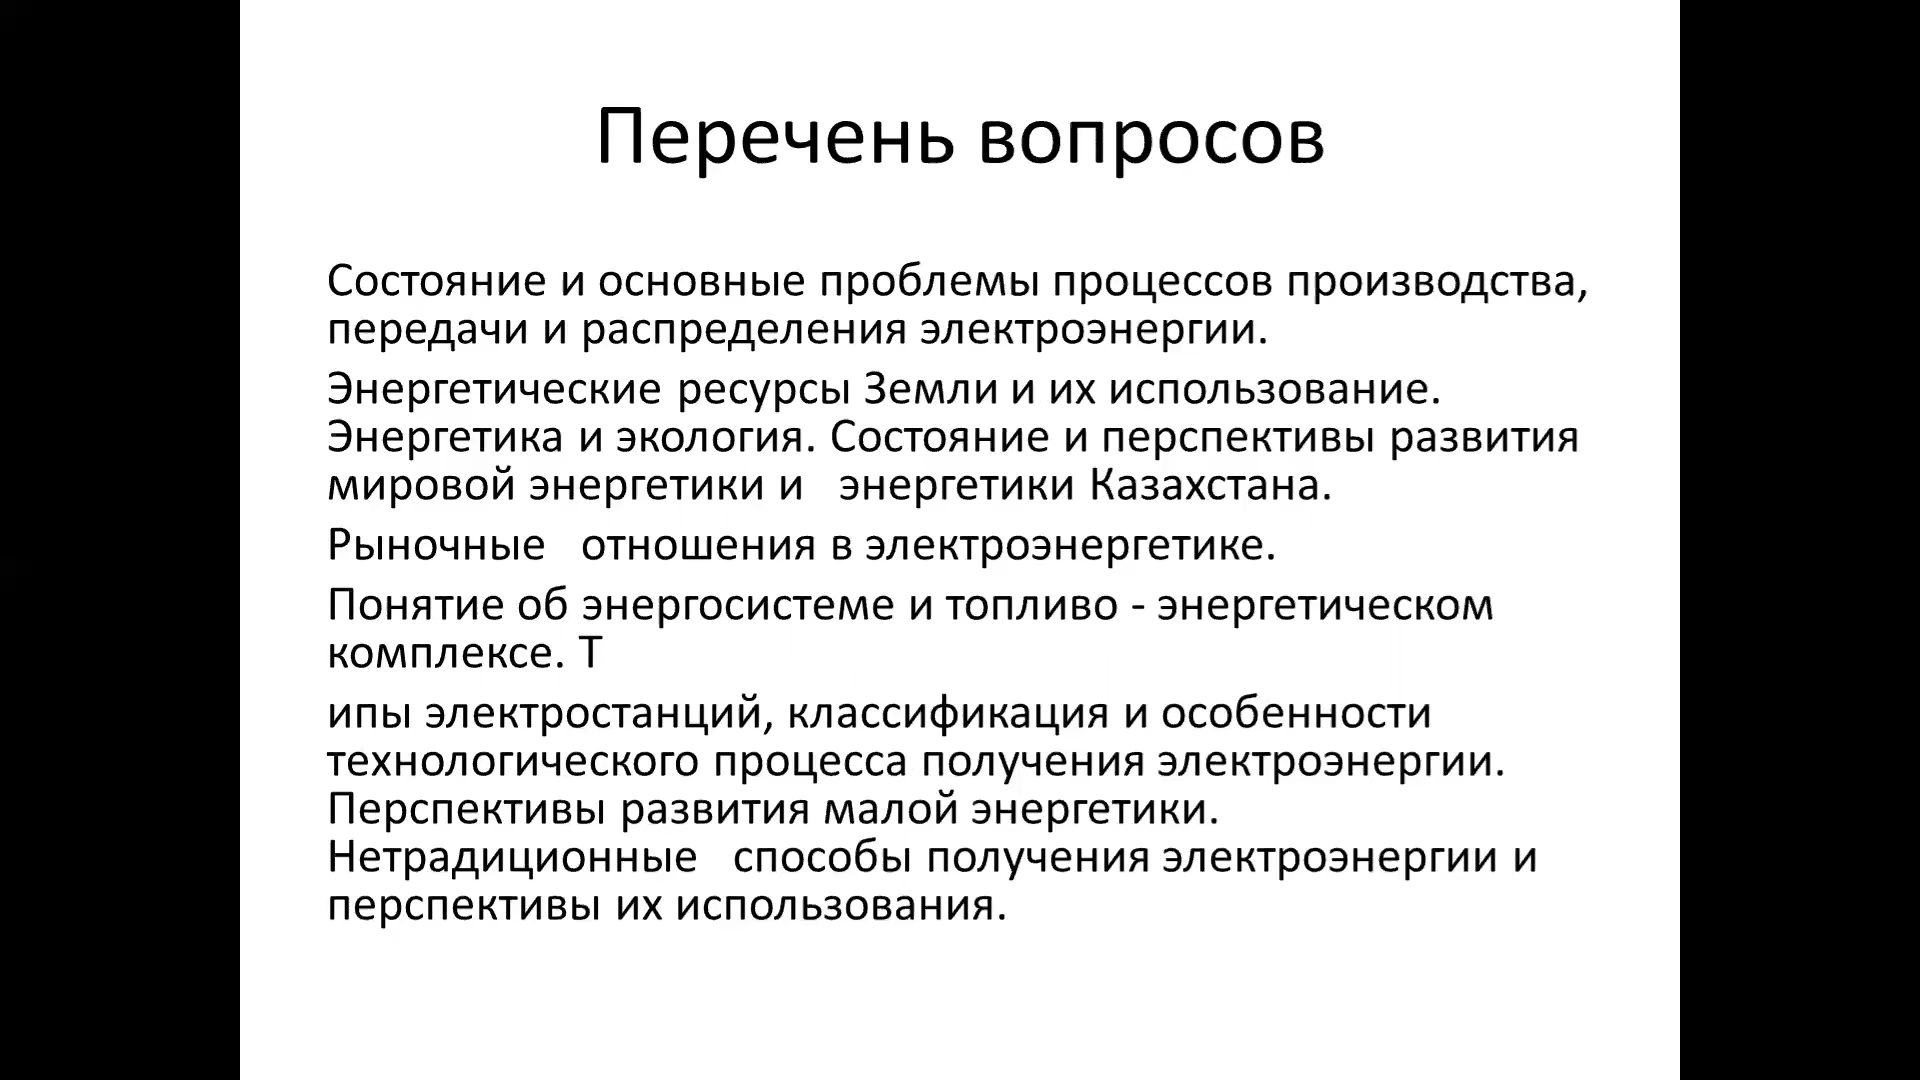 Перечень вопросов
Состояние и основные проблемы процессов производства,
передачи и распределения электроэнергии.
Энергетические ресурсы Земли и их использование.
Энергетика и экология. Состояние и перспективы развития
мировой энергетики и   энергетики Казахстана.
Рыночные   отношения в электроэнергетике.
Понятие об энергосистеме и топливо - энергетическом
комплексе. Т
ипы электростанций, классификация и особенности
технологического процесса получения электроэнергии.
Перспективы развития малой энергетики.
Нетрадиционные   способы получения электроэнергии и
перспективы их использования.